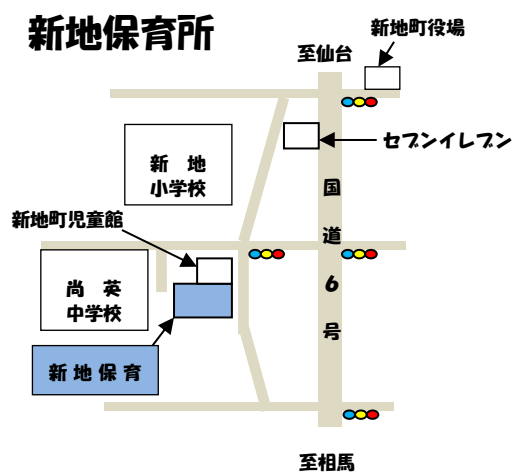 新地保育所
新地町役場
至仙台
セブンイレブン
新 地
小学校
国道6号
新地町児童館
尚 英
中学校
新地保育
至相馬